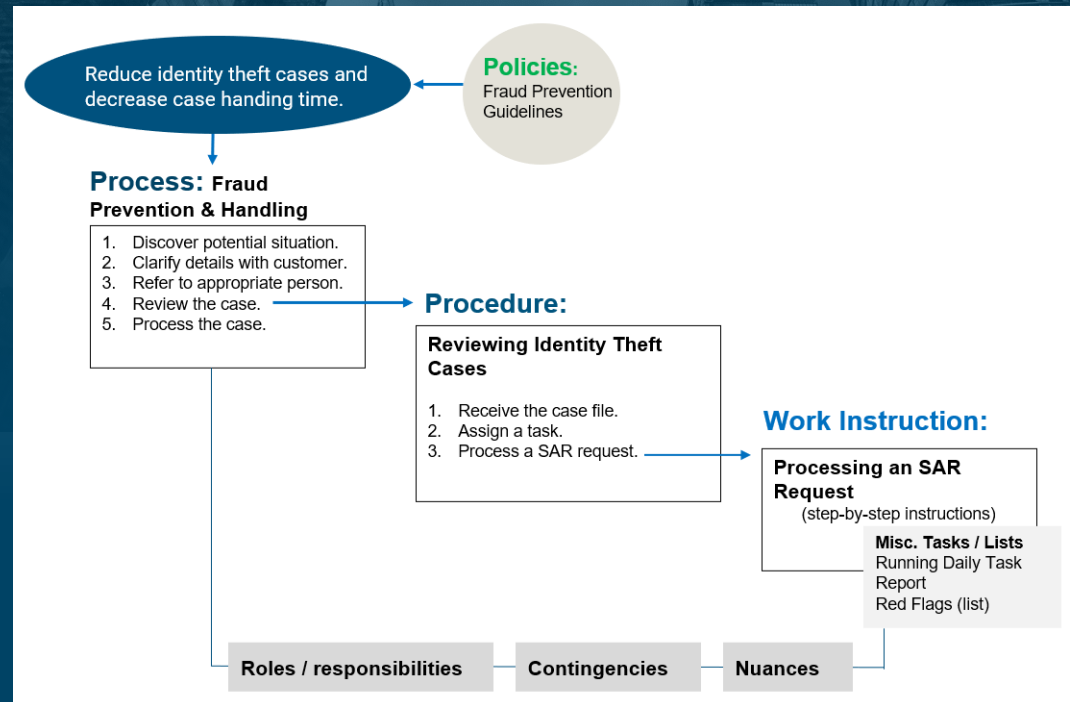 Reduce identity theft cases and
decrease case handing time.
Policies:
Fraud Prevention
Guidelines
Process: Fraud
Prevention & Handling
1. Discover potential situation.
2. Clarify details with customer.
3. Refer to appropriate person.
4. Review the case.
5. Process the case.
Procedure:
Reviewing Identity Theft
Cases
1. Receive the case file.
2. Assign a task.
3. Process a SAR request.
Work Instruction:
Processing an SAR
Request
(step-by-step instructions)
Misc. Tasks / Lists
Running Daily Task
Report
Red Flags (list)
Roles / responsibilities
Contingencies
Nuances